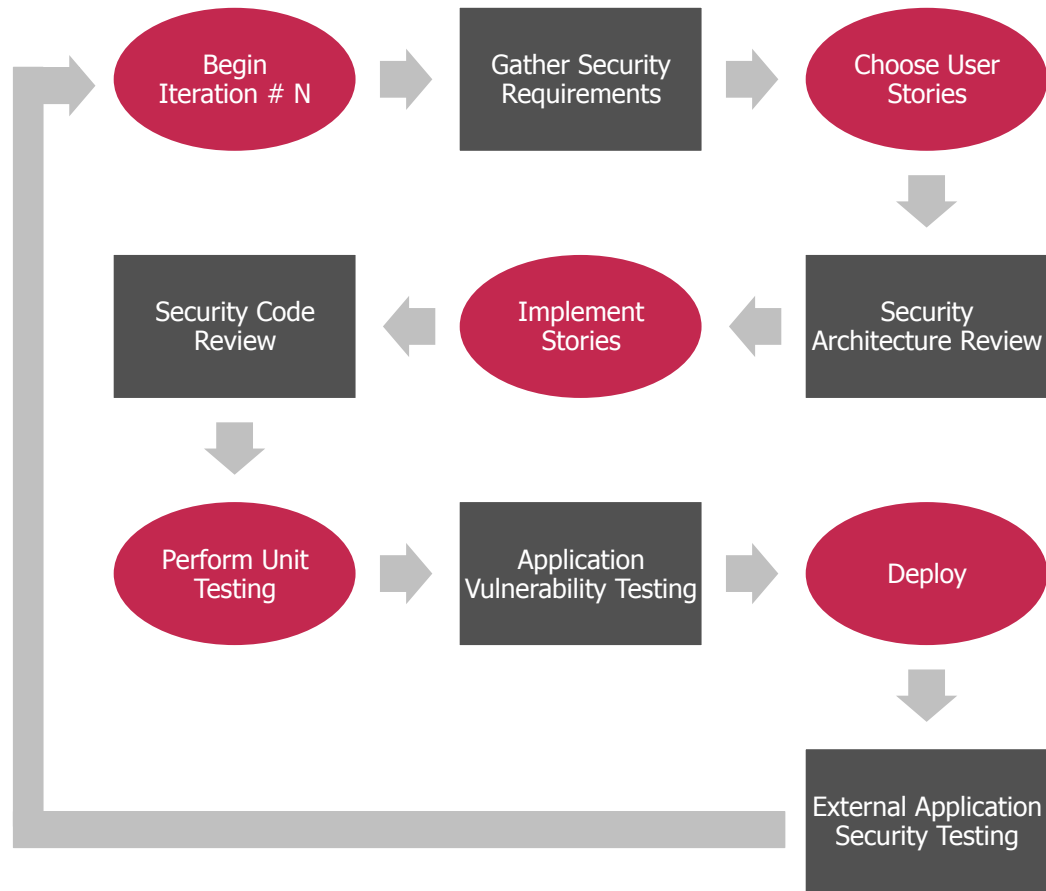 Begin
Iteration # N
Gather Security
Requirements
Choose User
Stories
Security Code
Review
Implement
Stories
Security
Architecture Review
Perform Unit
Testing
Application
Vulnerability Testing
Deploy
External Application
Security Testing